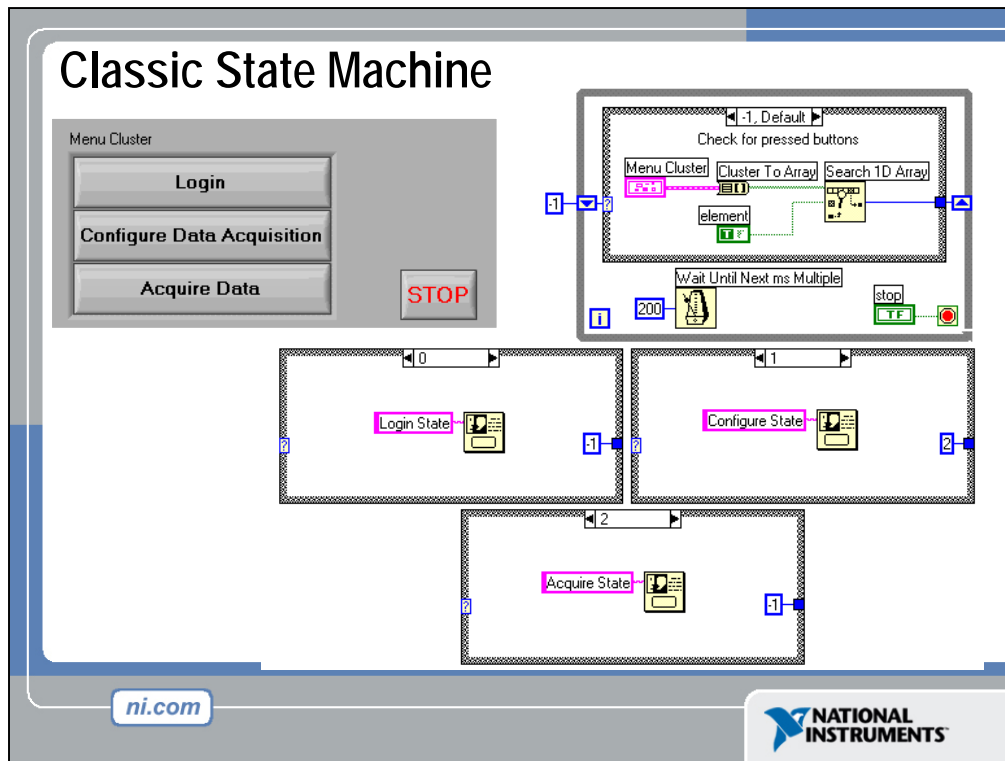 Classic State Machine
Menu Cluster
Login
Configure Data Acquisition
Acquire Data
STOP
-1, Default
Check for pressed buttons
Menu Cluster
Cluster To Array
Search 1D Array
-1
?
element
T F
Wait Until Next ms Multiple
200
i
stop
TF
0
?
Login State
-1
1
?
Configure State
2
2
?
Acquire State
-1
ni.com
NATIONAL
INSTRUMENTS